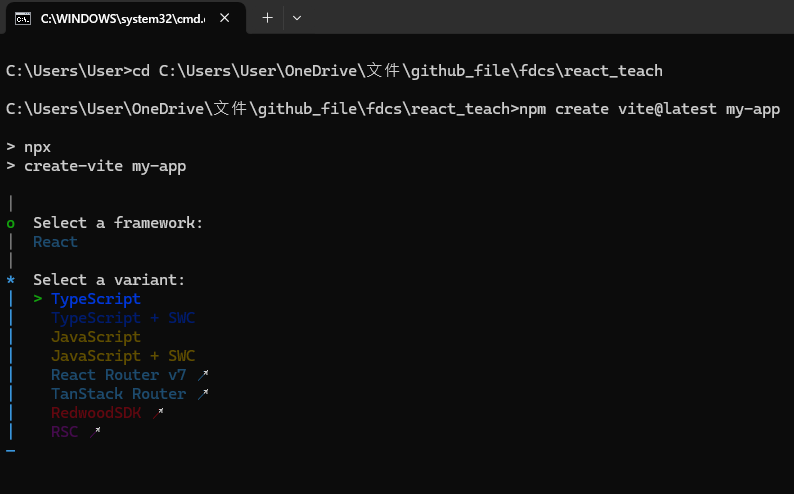 C:\WINDOWS\system32\cmd.
C:\Users\User>cd C:\Users\User\OneDrive\文件\github_file\fdcs\react_teach
C:\Users\User\OneDrive\文件\github_file\fdcs\react_teach>npm create vite@latest my-app
> npx
> create-vite my-app
o Select a framework:
React
* Select a variant:
> TypeScript
TypeScript + SWC
JavaScript
JavaScript + SWC
React Router v7 ↗
TanStack Router ↗
RedwoodSDK ↗
RSC ↗